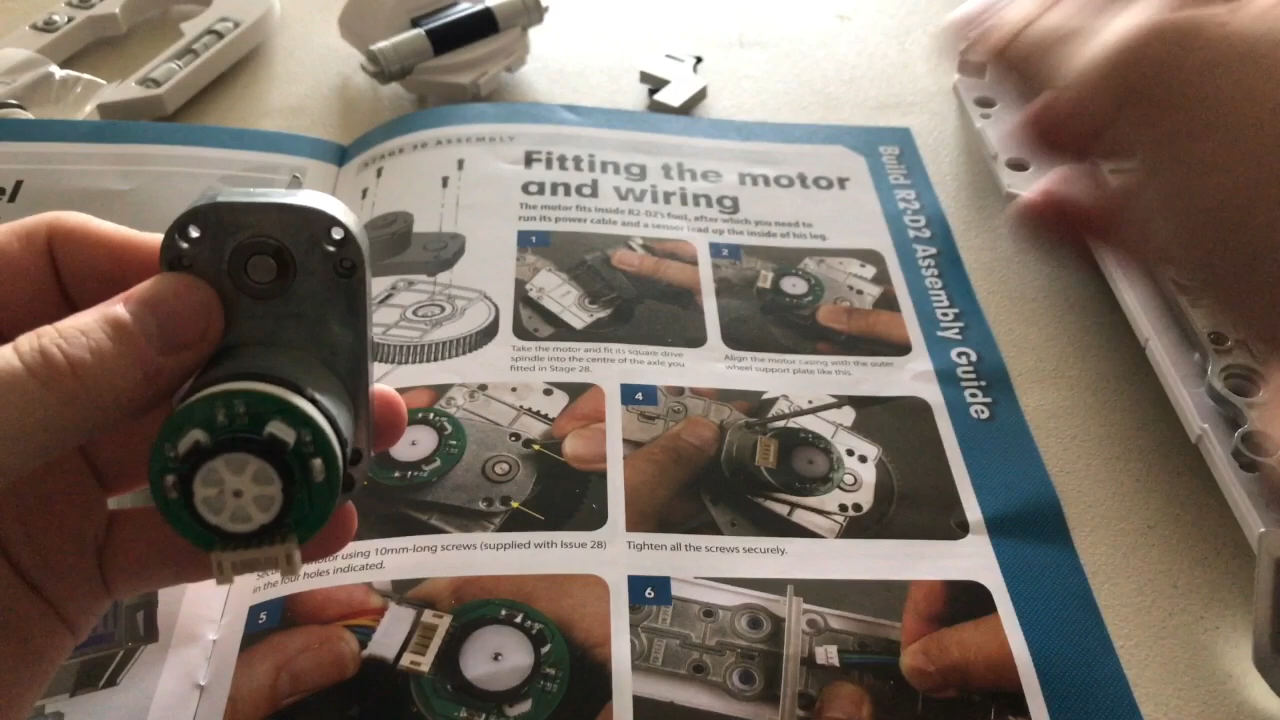 el
STAGE 30 ASSEMBLY
Fitting the motor
and wiring
The motor fits inside R2-D2's foot, after which you need to
run its power cable and a sensor lead up the inside of his leg.
1
2
Take the motor and fit its square drive
spindle into the centre of the axle you
fitted in Stage 28.
Align the motor casing with the outer
wheel support plate like this.
4
motor using 10mm-long screws (supplied with Issue 28)
in the four holes indicated.
Tighten all the screws securely.
5
6
Build R2-D2 Assembly Guide